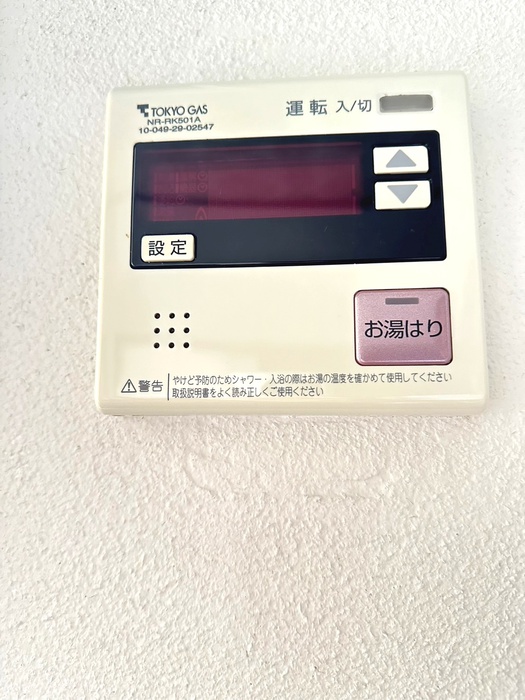 TOKYO GAS
NR-RK501A
10-049-29-02547
運転 入/切
設定
お湯はり
警告
やけど予防のためシャワー・入浴の際はお湯の温度を確かめて使用してください
取扱説明書をよく読み正しくご使用ください